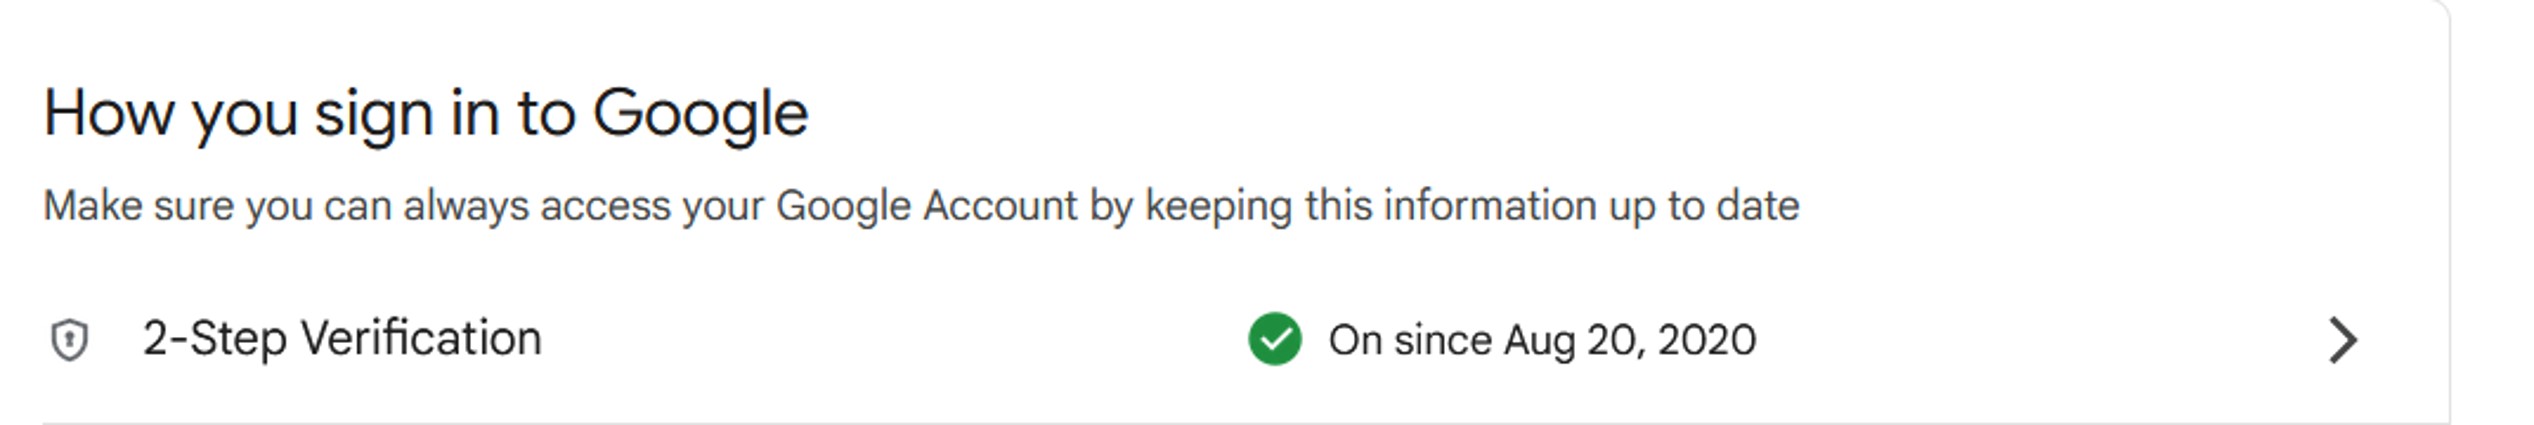 How you sign in to Google
Make sure you can always access your Google Account by keeping this information up to date
2-Step Verification On since Aug 20, 2020